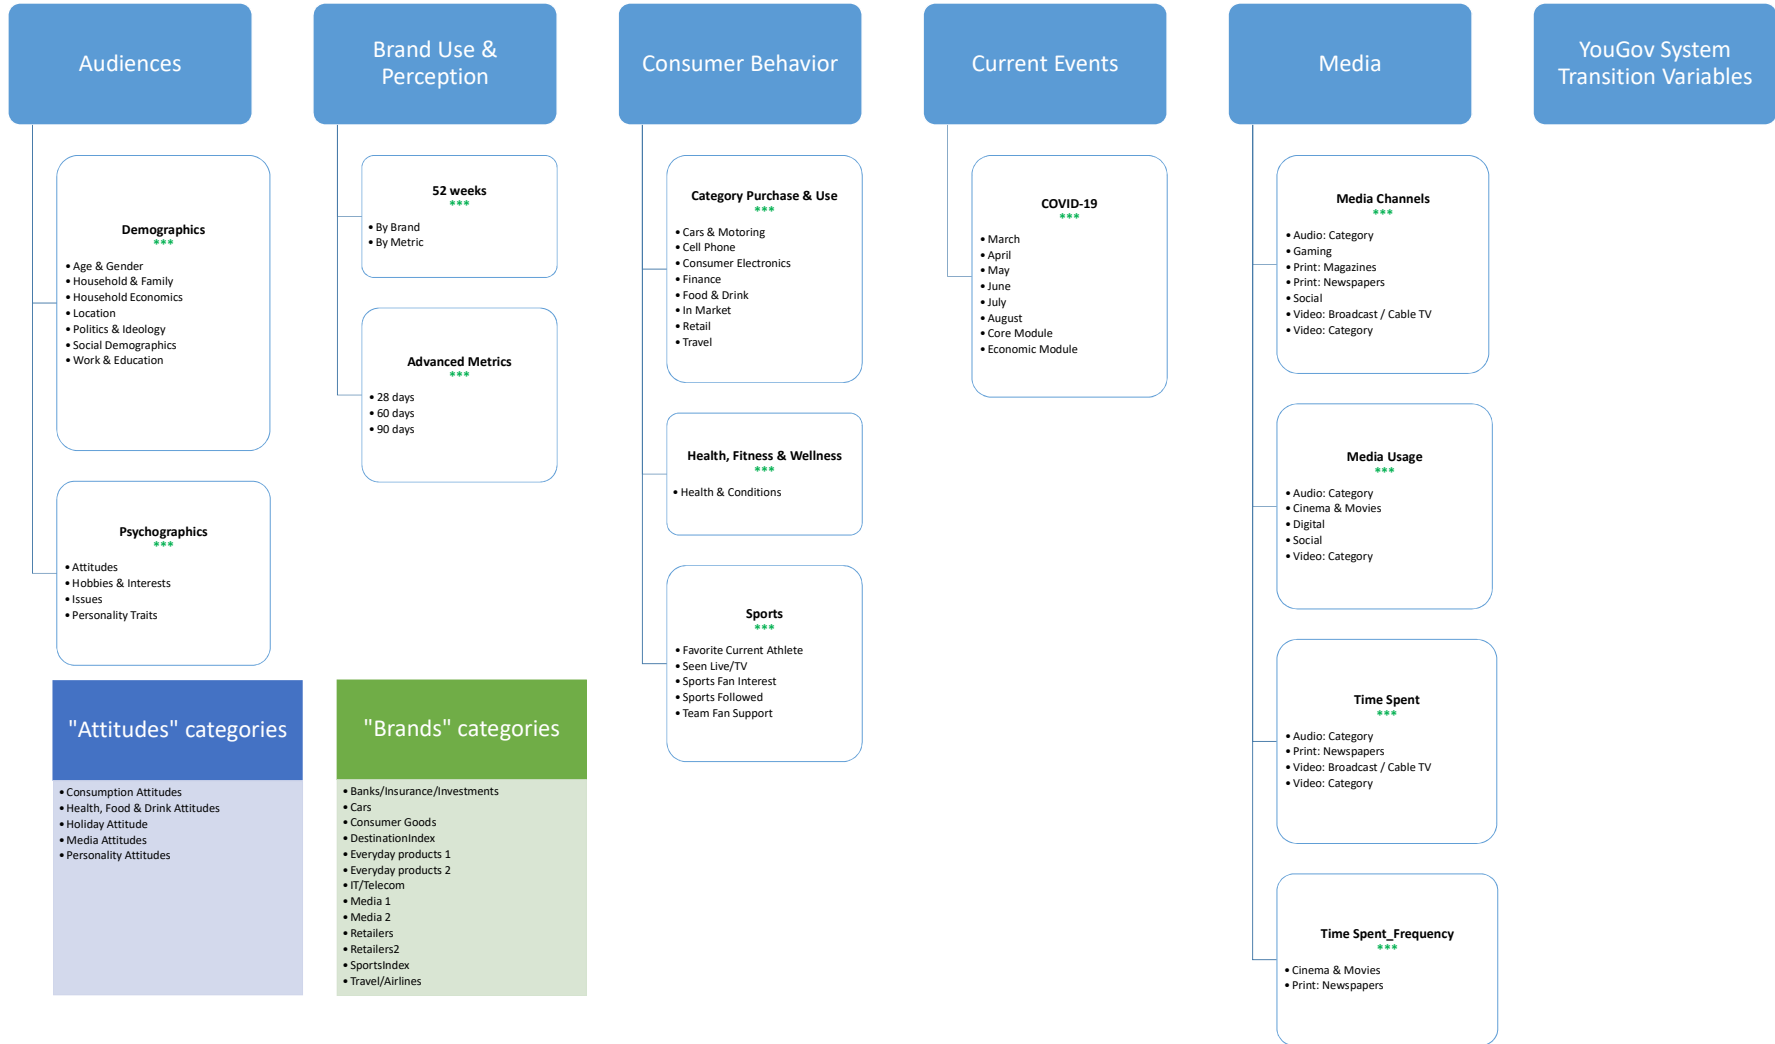 Audiences
Demographics
***
• Age & Gender
• Household & Family
• Household Economics
• Location
• Politics & Ideology
• Social Demographics
• Work & Education
Psychographics
***
• Attitudes
• Hobbies & Interests
• Issues
• Personality Traits
"Attitudes" categories
• Consumption Attitudes
• Health, Food & Drink Attitudes
• Holiday Attitude
• Media Attitudes
• Personality Attitudes
Brand Use &
Perception
52 weeks
***
• By Brand
• By Metric
Advanced Metrics
***
• 28 days
• 60 days
• 90 days
"Brands" categories
• Banks/Insurance/Investments
• Cars
• Consumer Goods
• DestinationIndex
• Everyday products 1
• Everyday products 2
• IT/Telecom
• Media 1
• Media 2
• Retailers
• Retailers2
• SportsIndex
• Travel/Airlines
Consumer Behavior
Category Purchase & Use
***
• Cars & Motoring
• Cell Phone
• Consumer Electronics
• Finance
• Food & Drink
• In Market
• Retail
• Travel
Health, Fitness & Wellness
***
• Health & Conditions
Sports
***
• Favorite Current Athlete
• Seen Live/TV
• Sports Fan Interest
• Sports Followed
• Team Fan Support
Current Events
COVID-19
***
• March
• April
• May
• June
• July
• August
• Core Module
• Economic Module
Media
Media Channels
***
• Audio: Category
• Gaming
• Print: Magazines
• Print: Newspapers
• Social
• Video: Broadcast / Cable TV
• Video: Category
Media Usage
***
• Audio: Category
• Cinema & Movies
• Digital
• Social
• Video: Category
Time Spent
***
• Audio: Category
• Print: Newspapers
• Video: Broadcast / Cable TV
• Video: Category
Time Spent_Frequency
***
• Cinema & Movies
• Print: Newspapers
YouGov System
Transition Variables